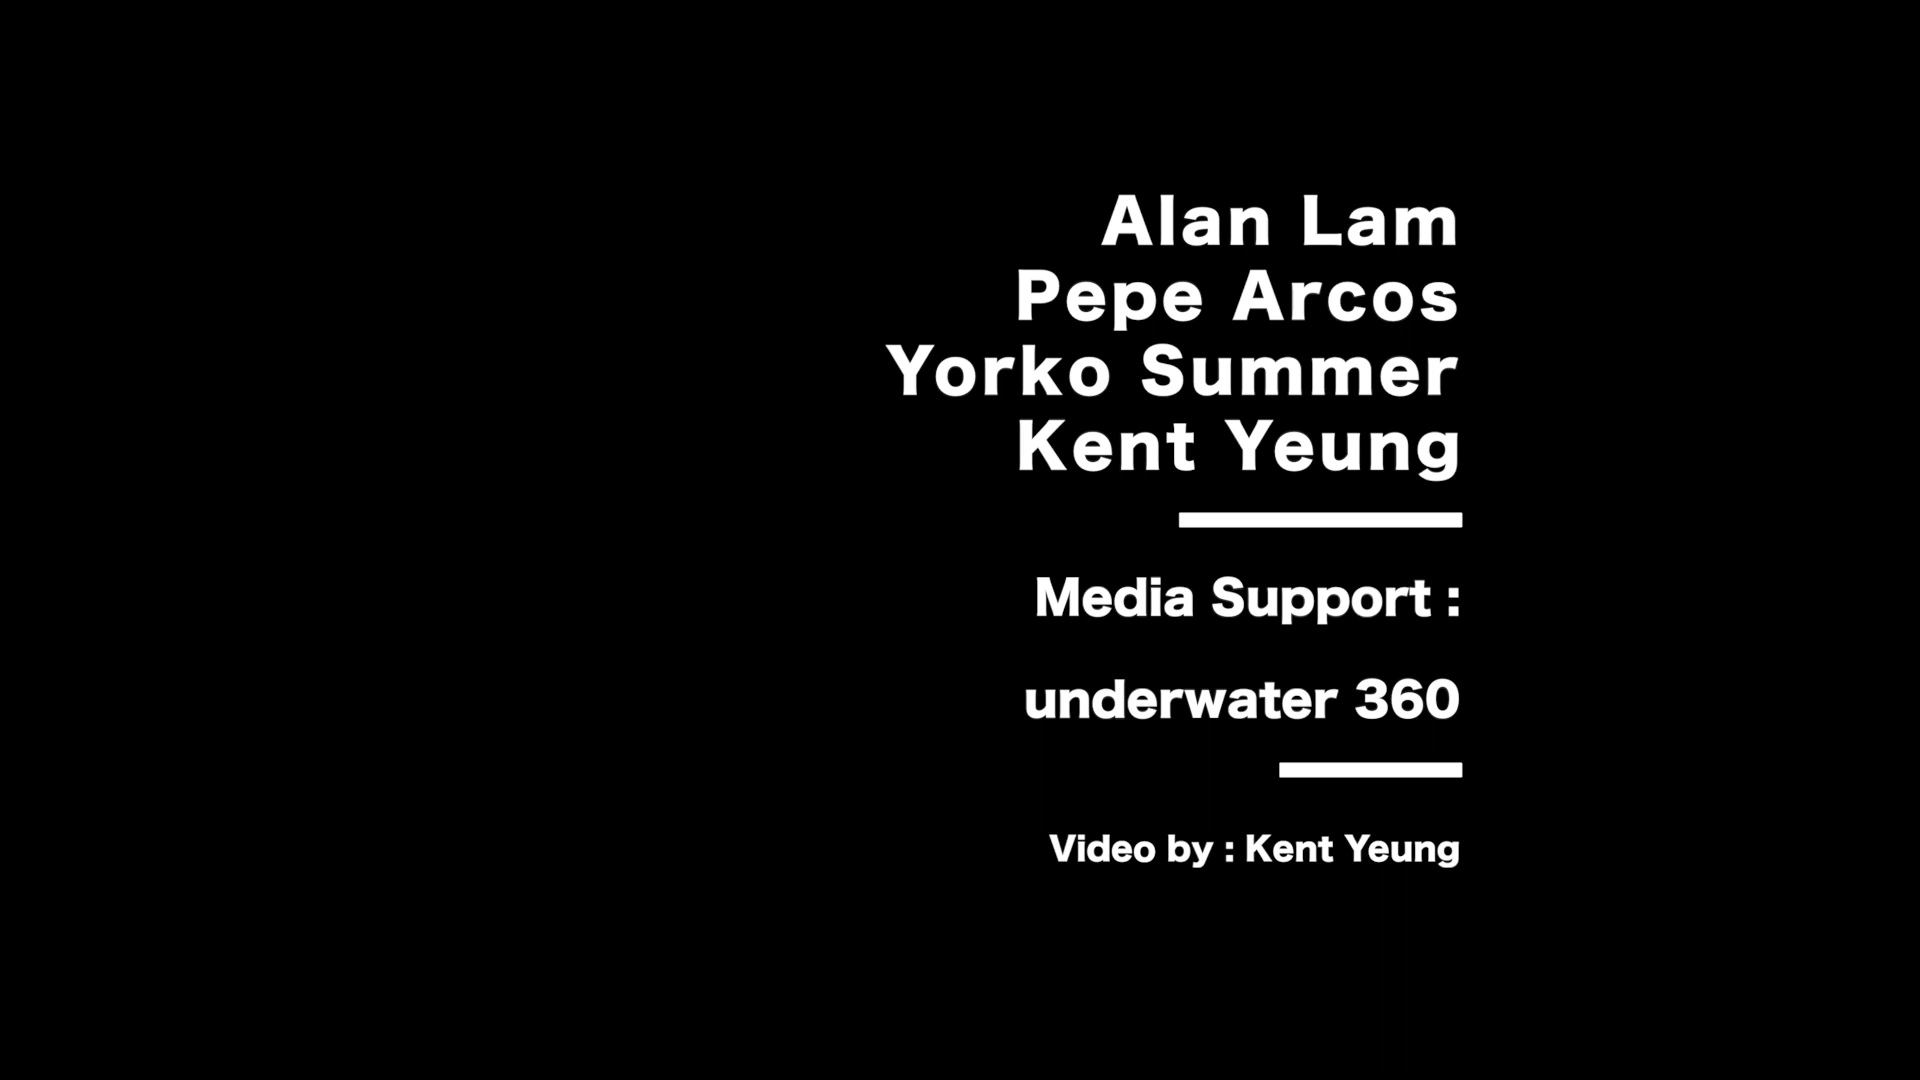 Alan Lam
Pepe Arcos
Yorko Summer
Kent Yeung
Media Support :
underwater 360
Video by : Kent Yeung